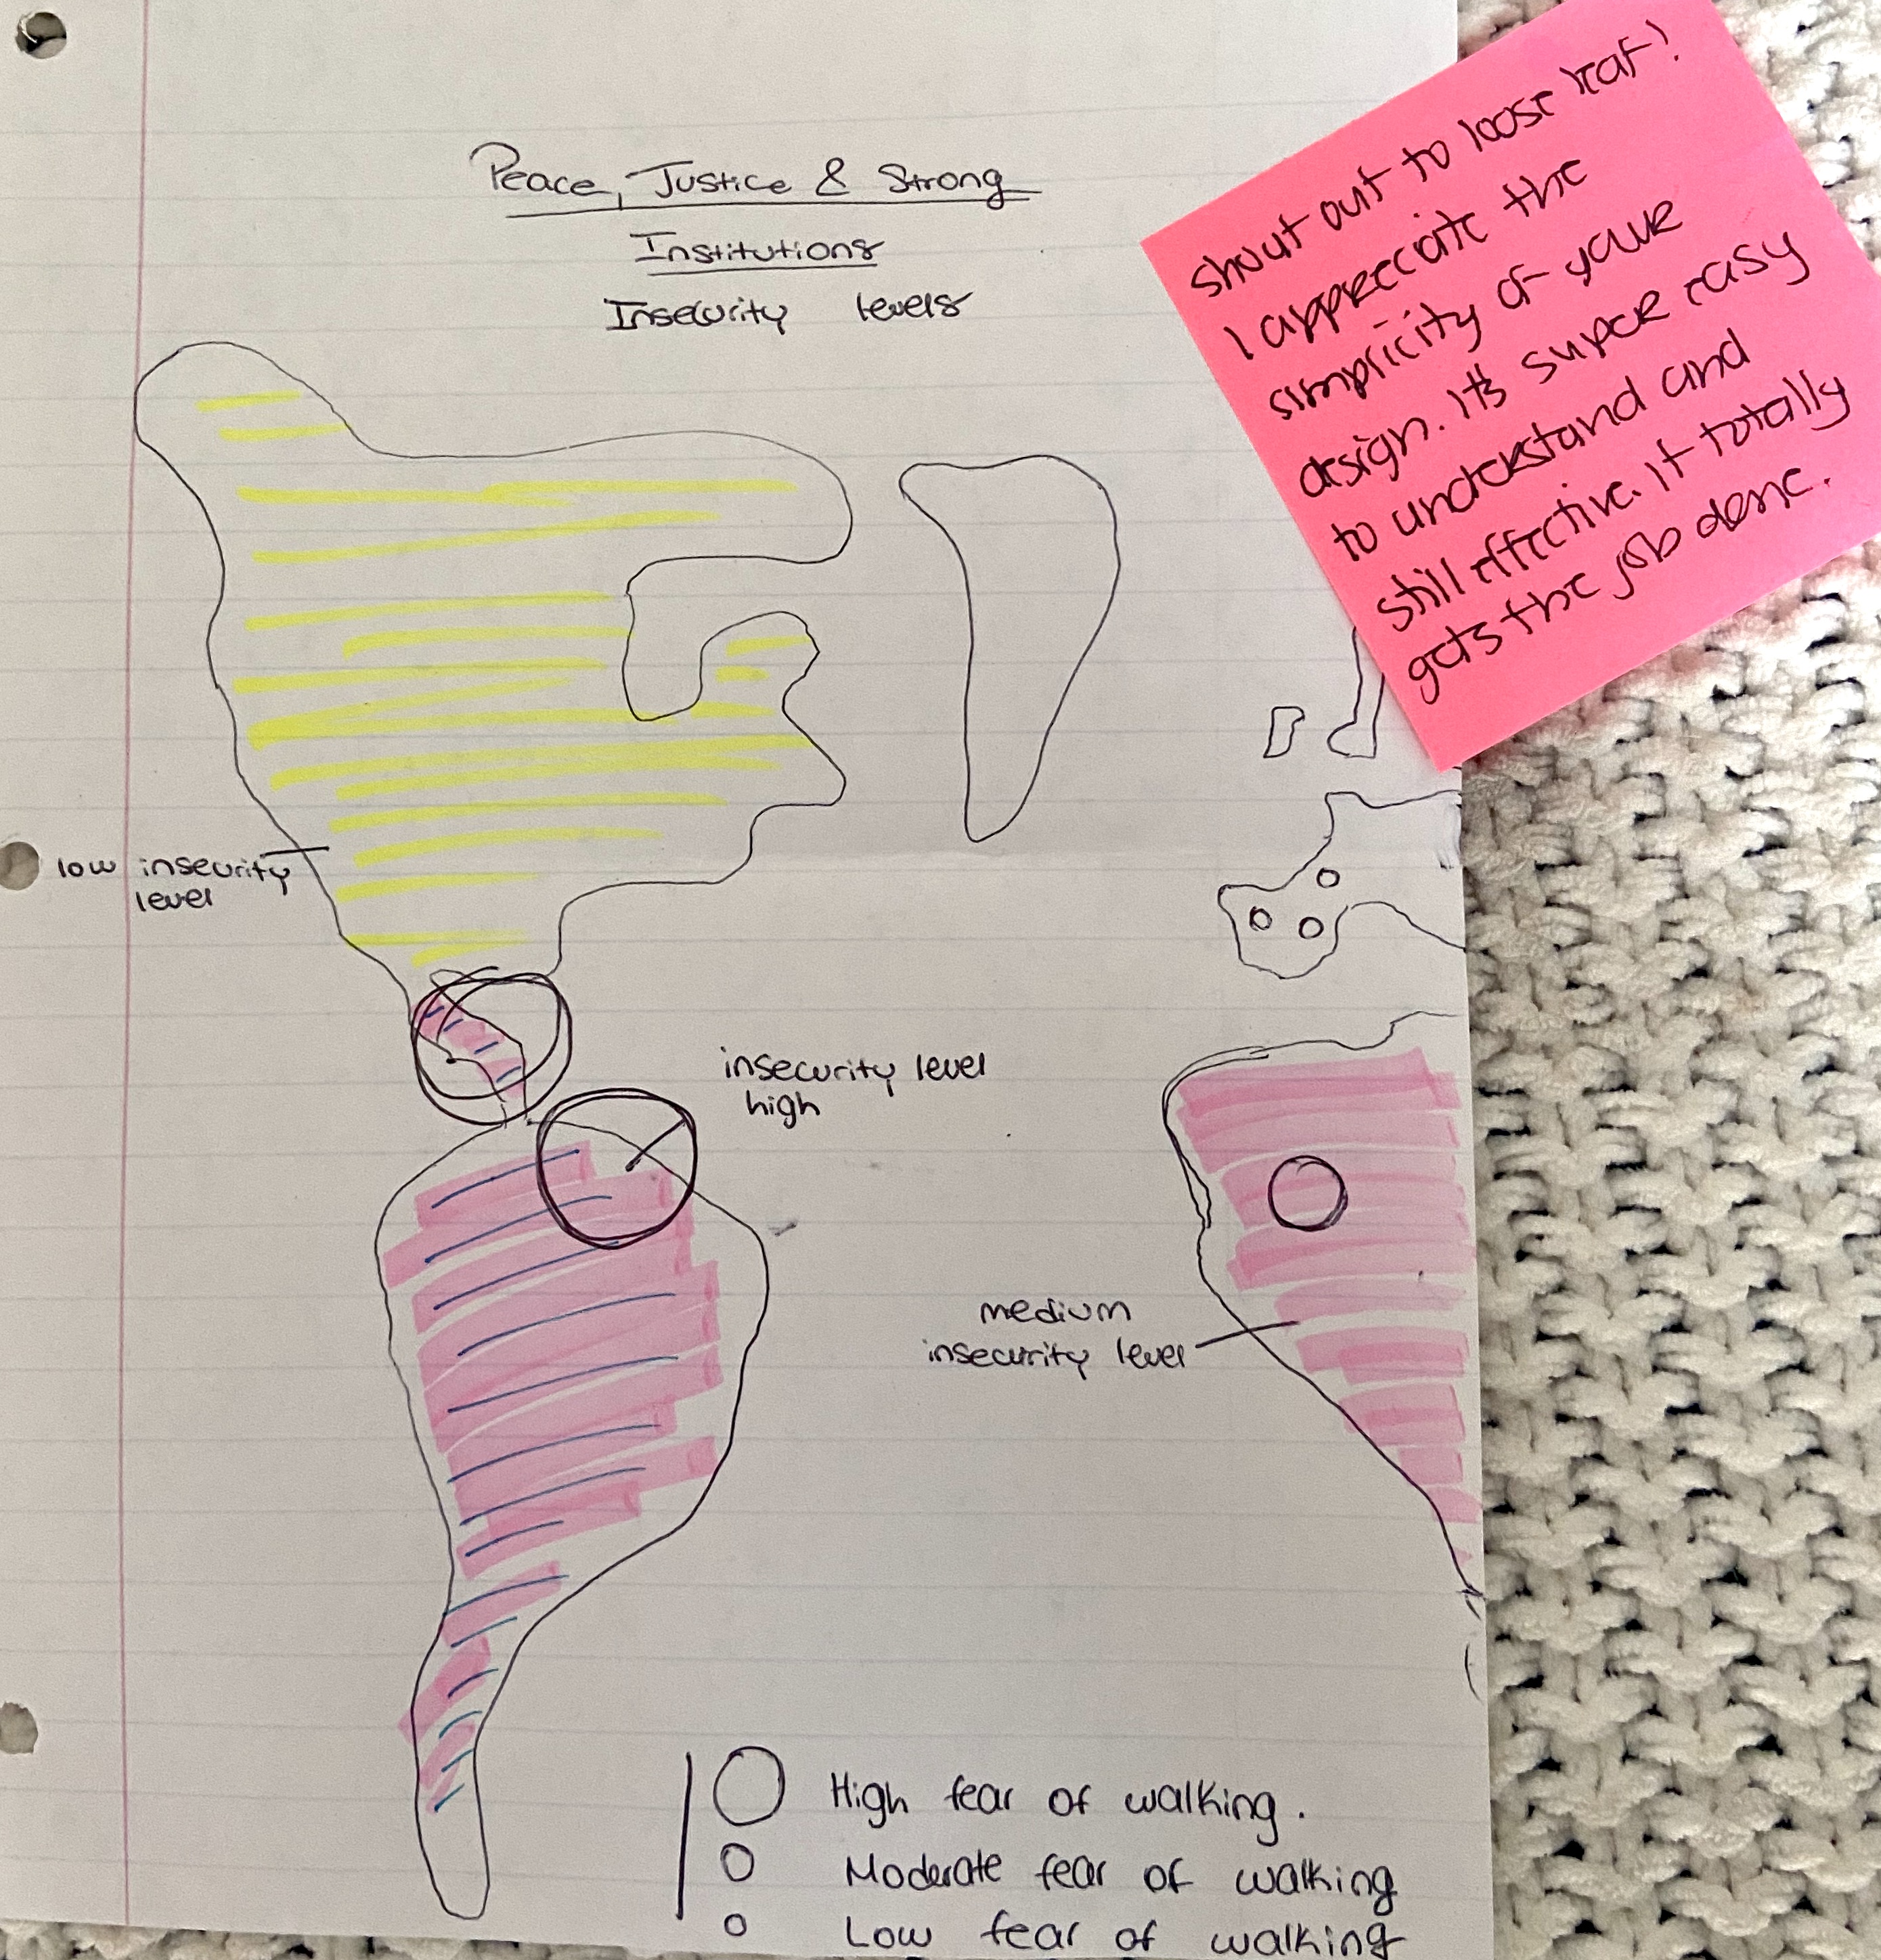 Peace, Justice & Strong
Institutions
Insecurity levels
shout out to loose leaf!
I appreciate the
simplicity of your
design. It's super easy
to understand and
still effective. It totally
gets the job done.
low insecurity
level
insecurity level
high
medium
insecurity level
High fear of walking.
Moderate fear of walking
Low fear of walking